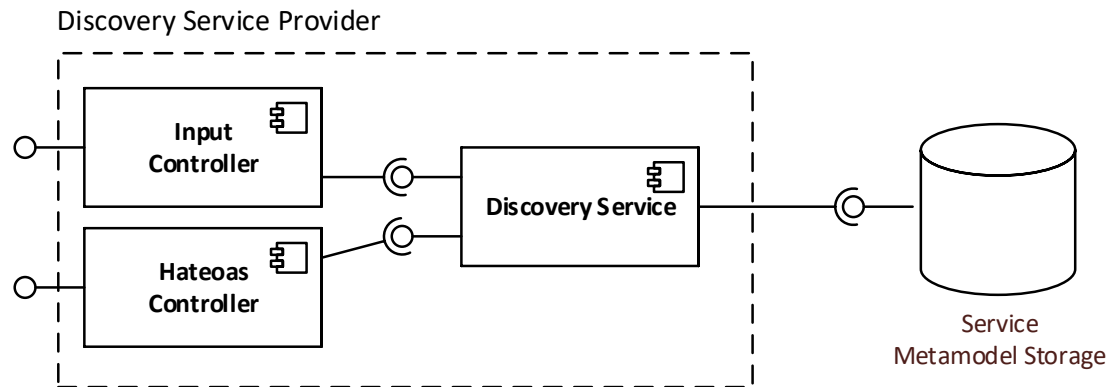 Discovery Service Provider
Input
Controller
Discovery Service
Hateoas
Controller
Service
Metamodel Storage